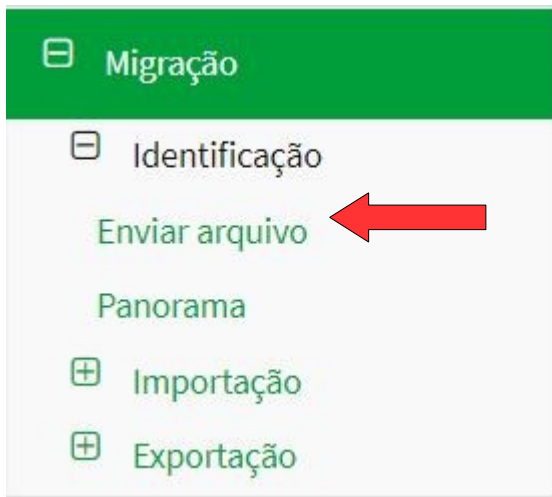 Migração
Identificação
Enviar arquivo
Panorama
Importação
Exportação